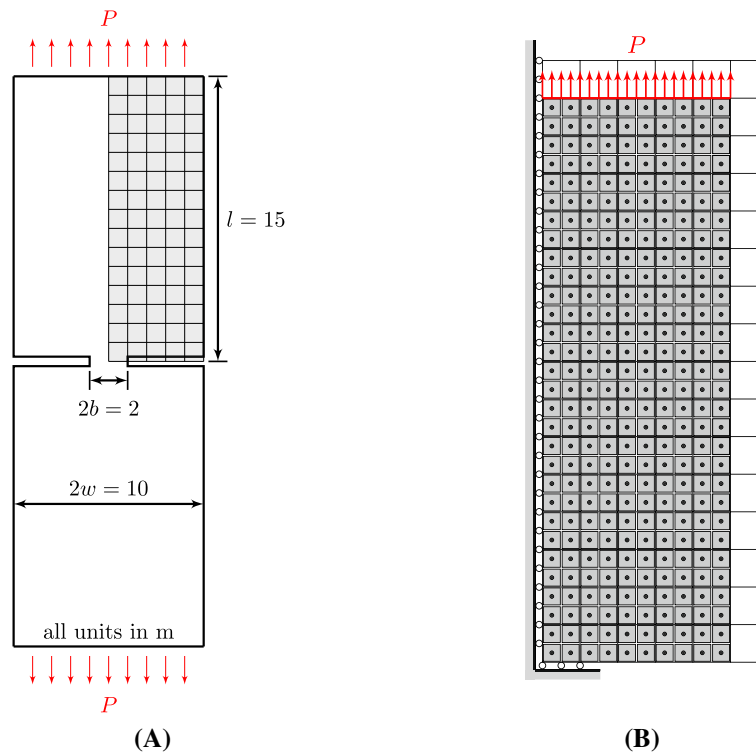 P
P
l = 15
2b = 2
2w = 10
all units in m
P
(A)
(B)